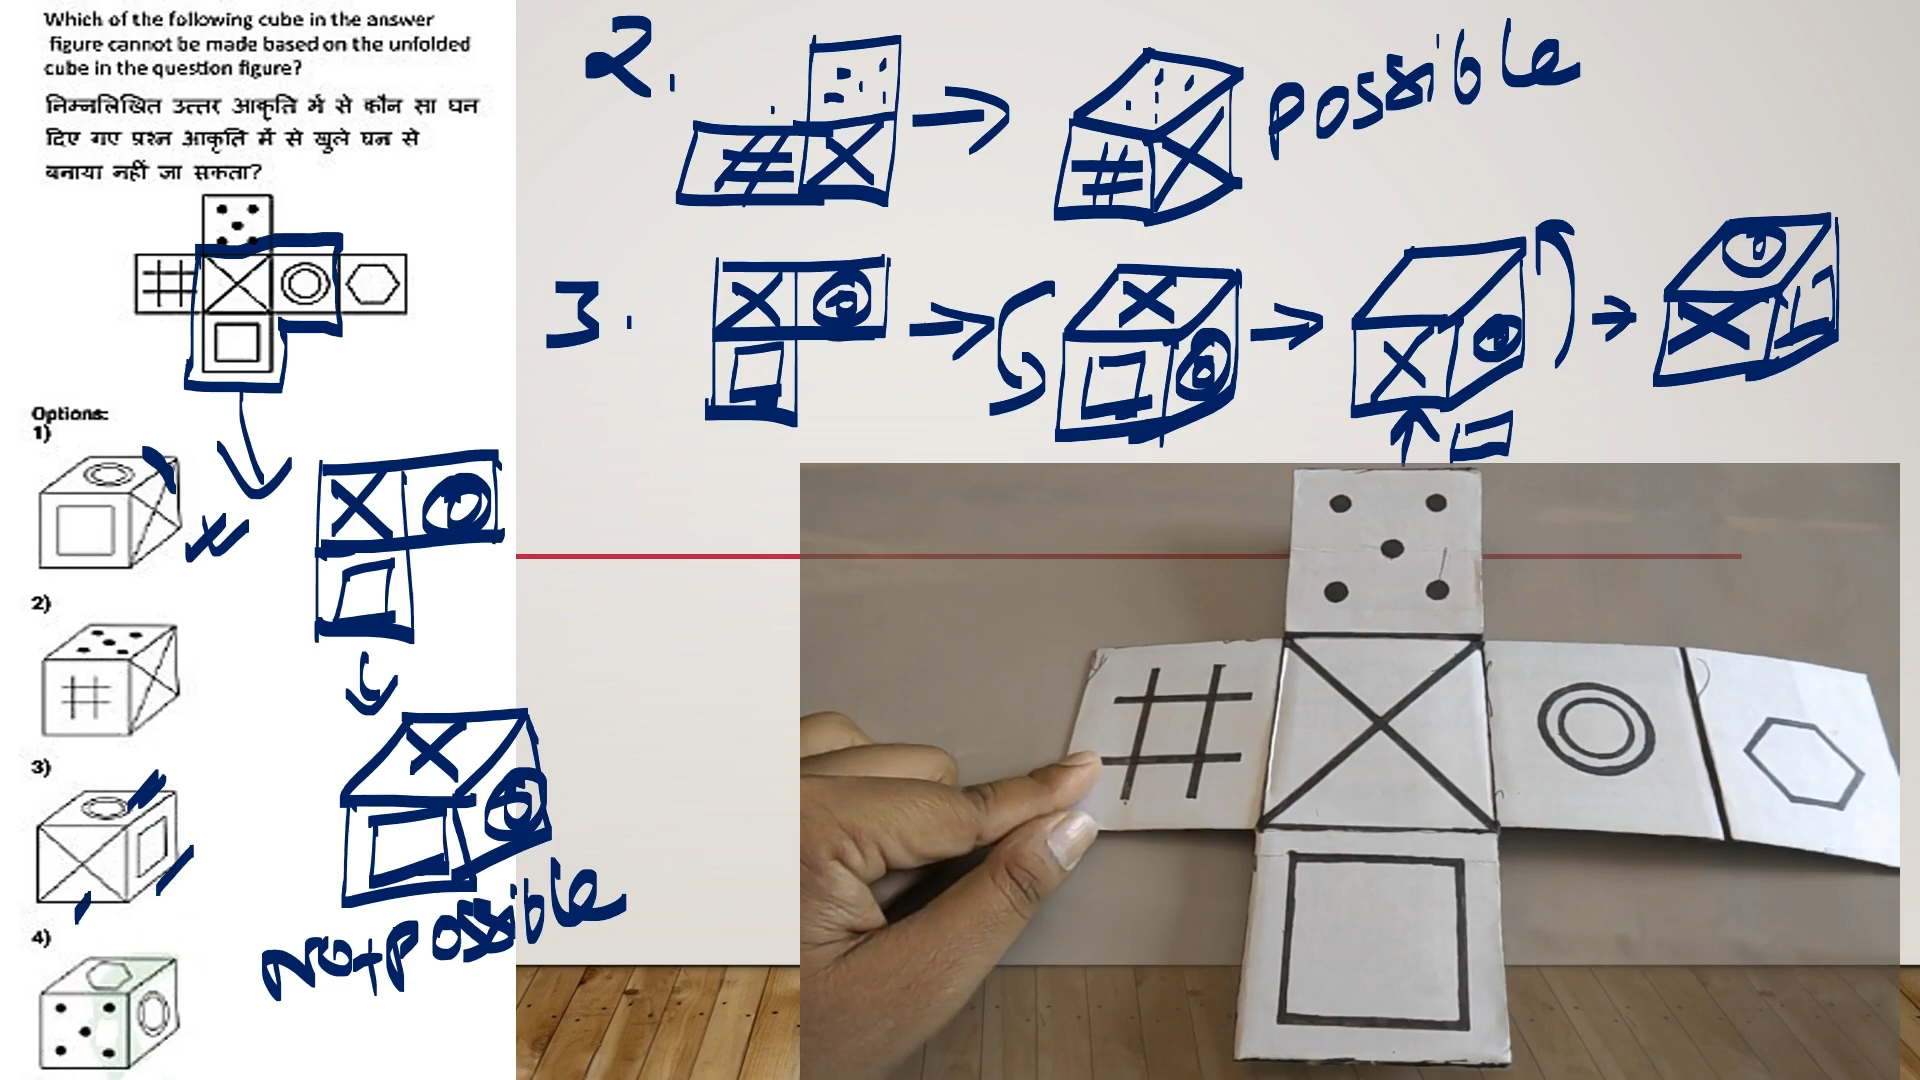 Which of the following cube in the answer
figure cannot be made based on the unfolded
cube in the question figure?
निम्नलिखित उत्तर आकृति में से कौन सा घन
दिए गए प्रश्न आकृति में से खुले घन से
बनाया नहीं जा सकता?
Options:
1)
2)
3)
4)
Not possible
2.
possible
3.